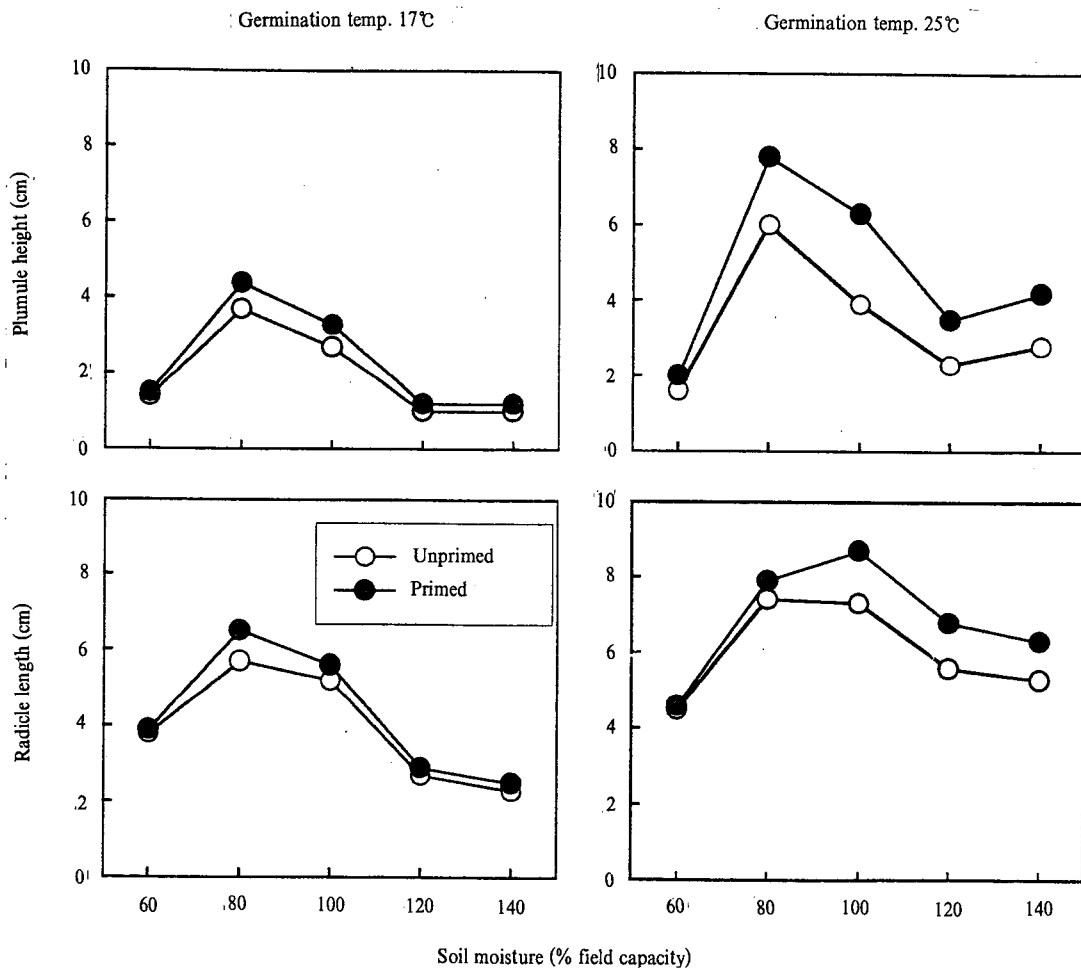 Germination temp. 17℃
Germination temp. 25℃
Plumule height (cm)
10
8
6
4
2
0
10
8
6
4
2
0
Radicle length (cm)
10
8
6
4
2
0
Unprimed
Primed
10
8
6
4
2
0
60 80 100 120 140
60 80 100 120 140
Soil moisture (% field capacity)